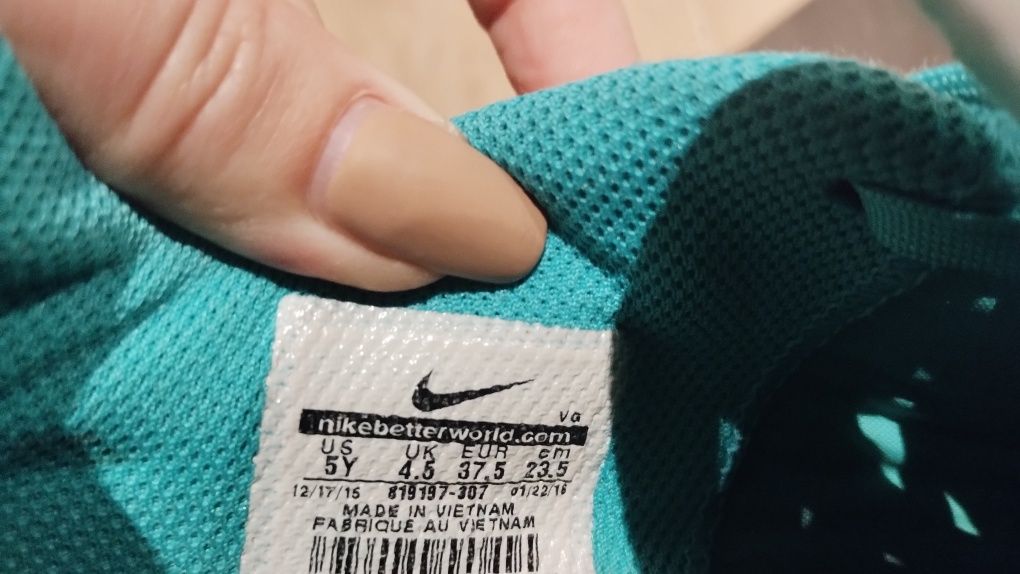 VG
nikebetterworld.com
US UK EUR cm
5Y 4.5 37.5 23.5
12/17/15 819197-307 01/22/16
MADE IN VIETNAM
FABRIQUE AU VIETNAM